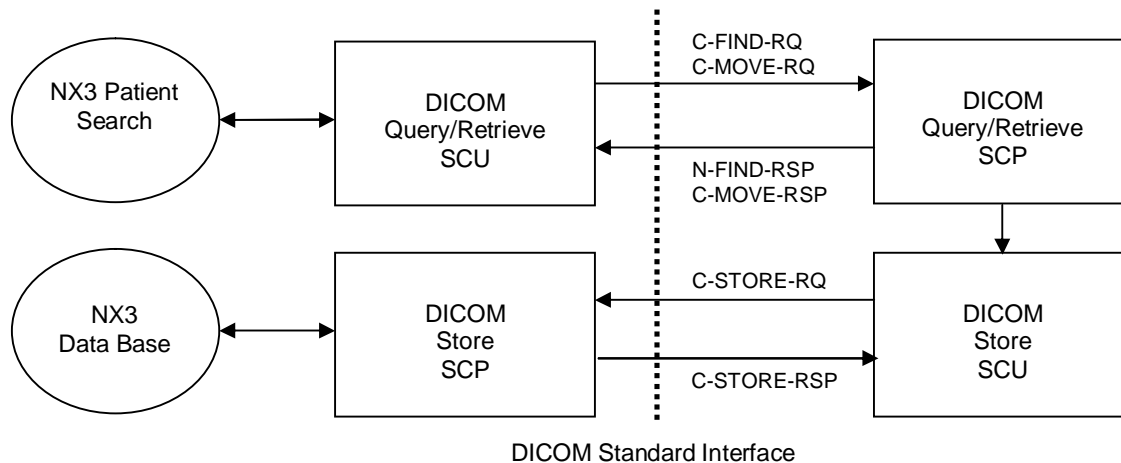 NX3 Patient
Search
DICOM
Query/Retrieve
SCU
C-FIND-RQ
C-MOVE-RQ
N-FIND-RSP
C-MOVE-RSP
DICOM
Query/Retrieve
SCP
NX3
Data Base
DICOM
Store
SCP
C-STORE-RQ
C-STORE-RSP
DICOM
Store
SCU
DICOM Standard Interface